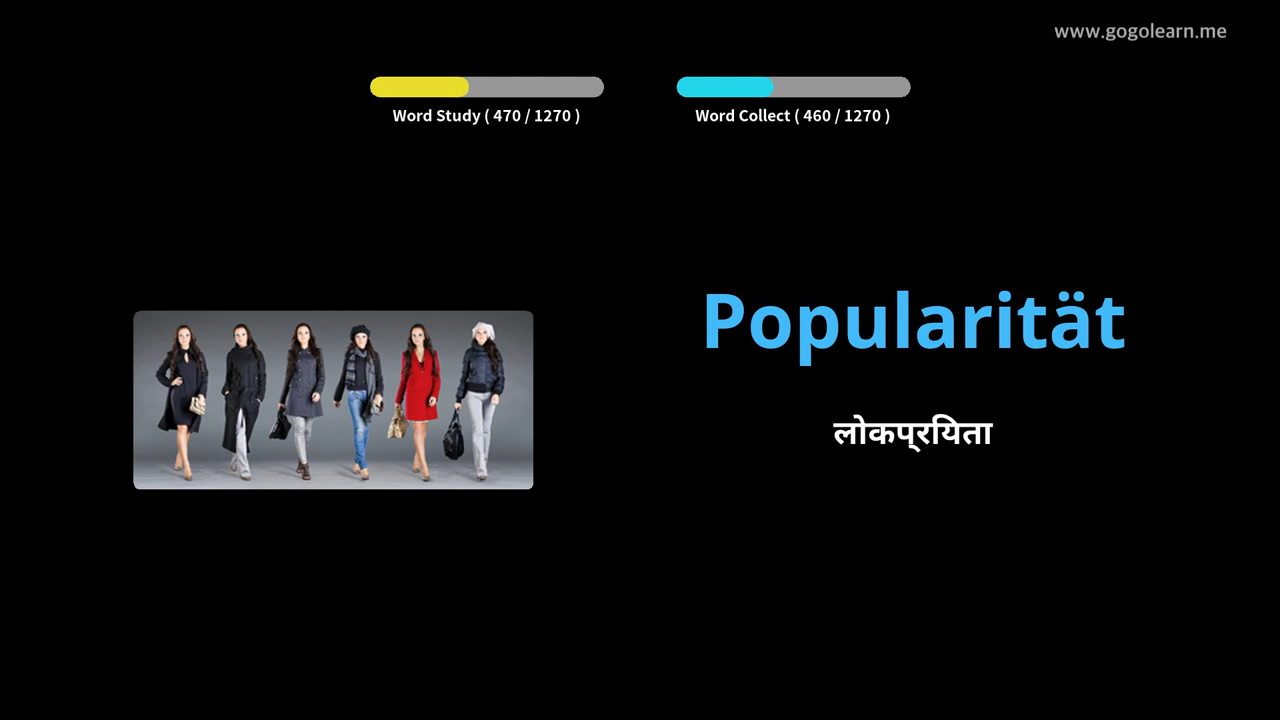 www.gogolearn.me
Word Study ( 470 / 1270 )
Word Collect ( 460 / 1270 )
Popularität
लोकप्रियता